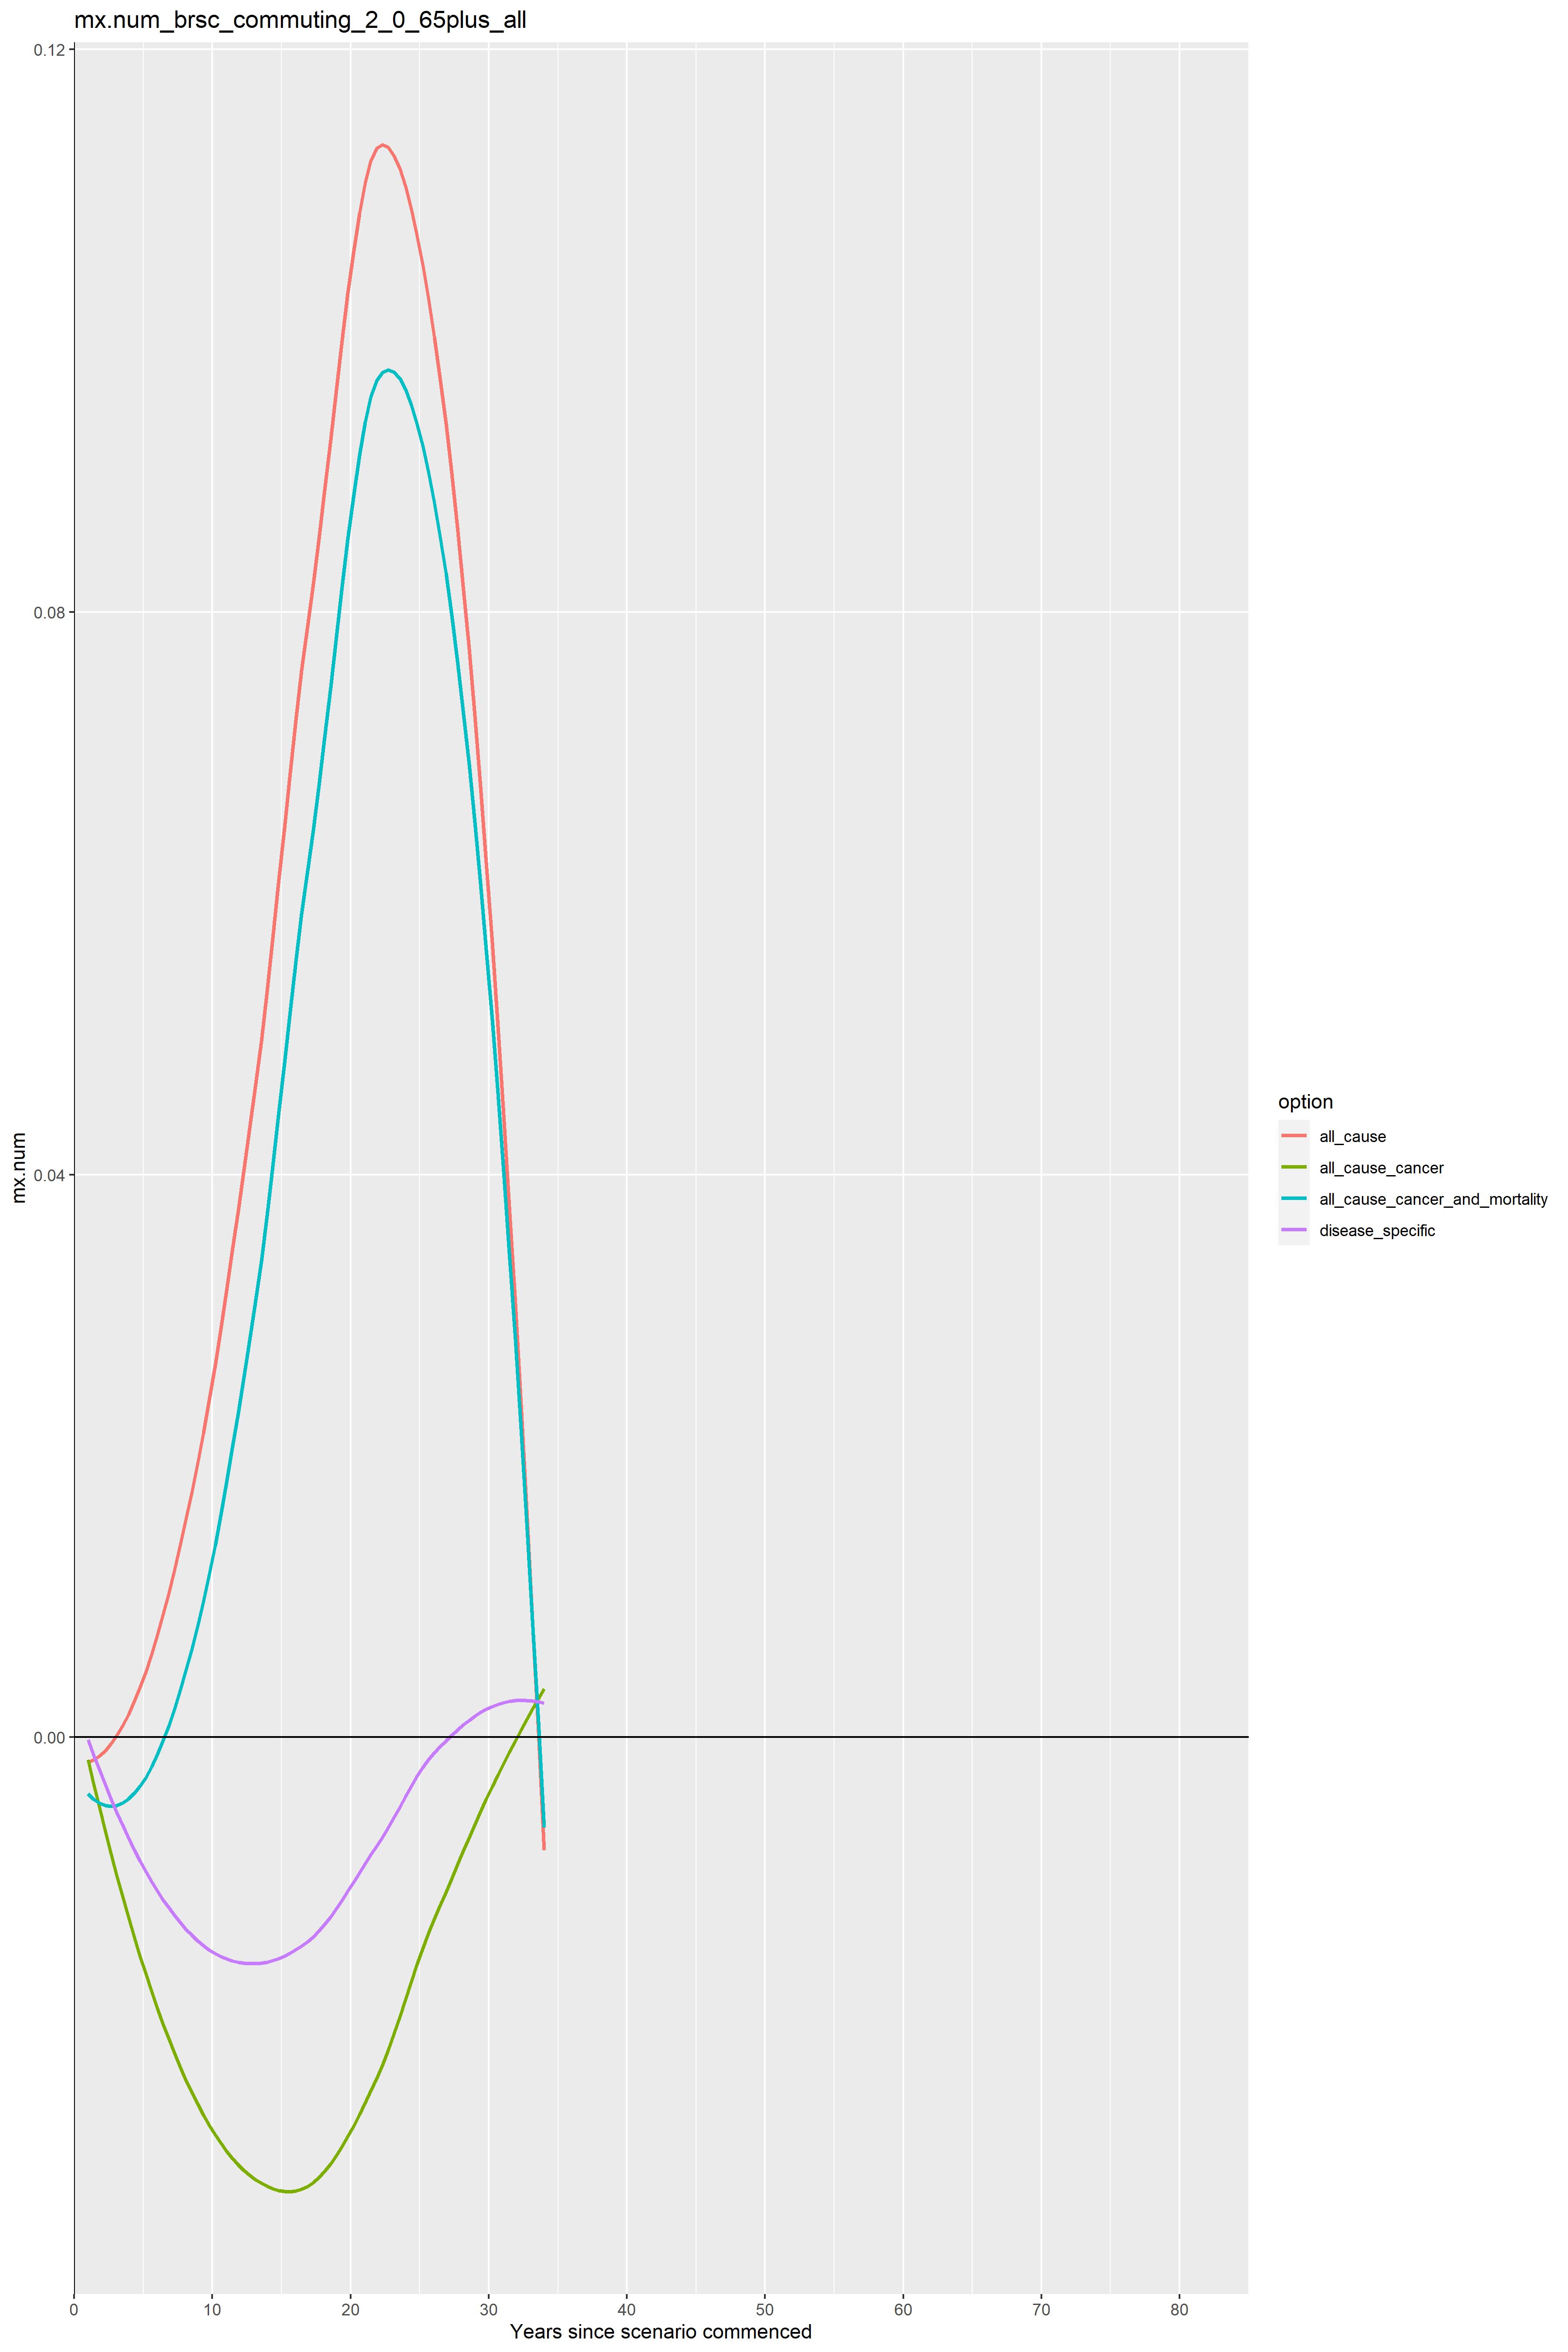 mx.num_brsc_commuting_2_0_65plus_all
0.12
0.08
0.04
0.00
mx.num
0 10 20 30 40 50 60 70 80
Years since scenario commenced
option
all_cause
all_cause_cancer
all_cause_cancer_and_mortality
disease_specific